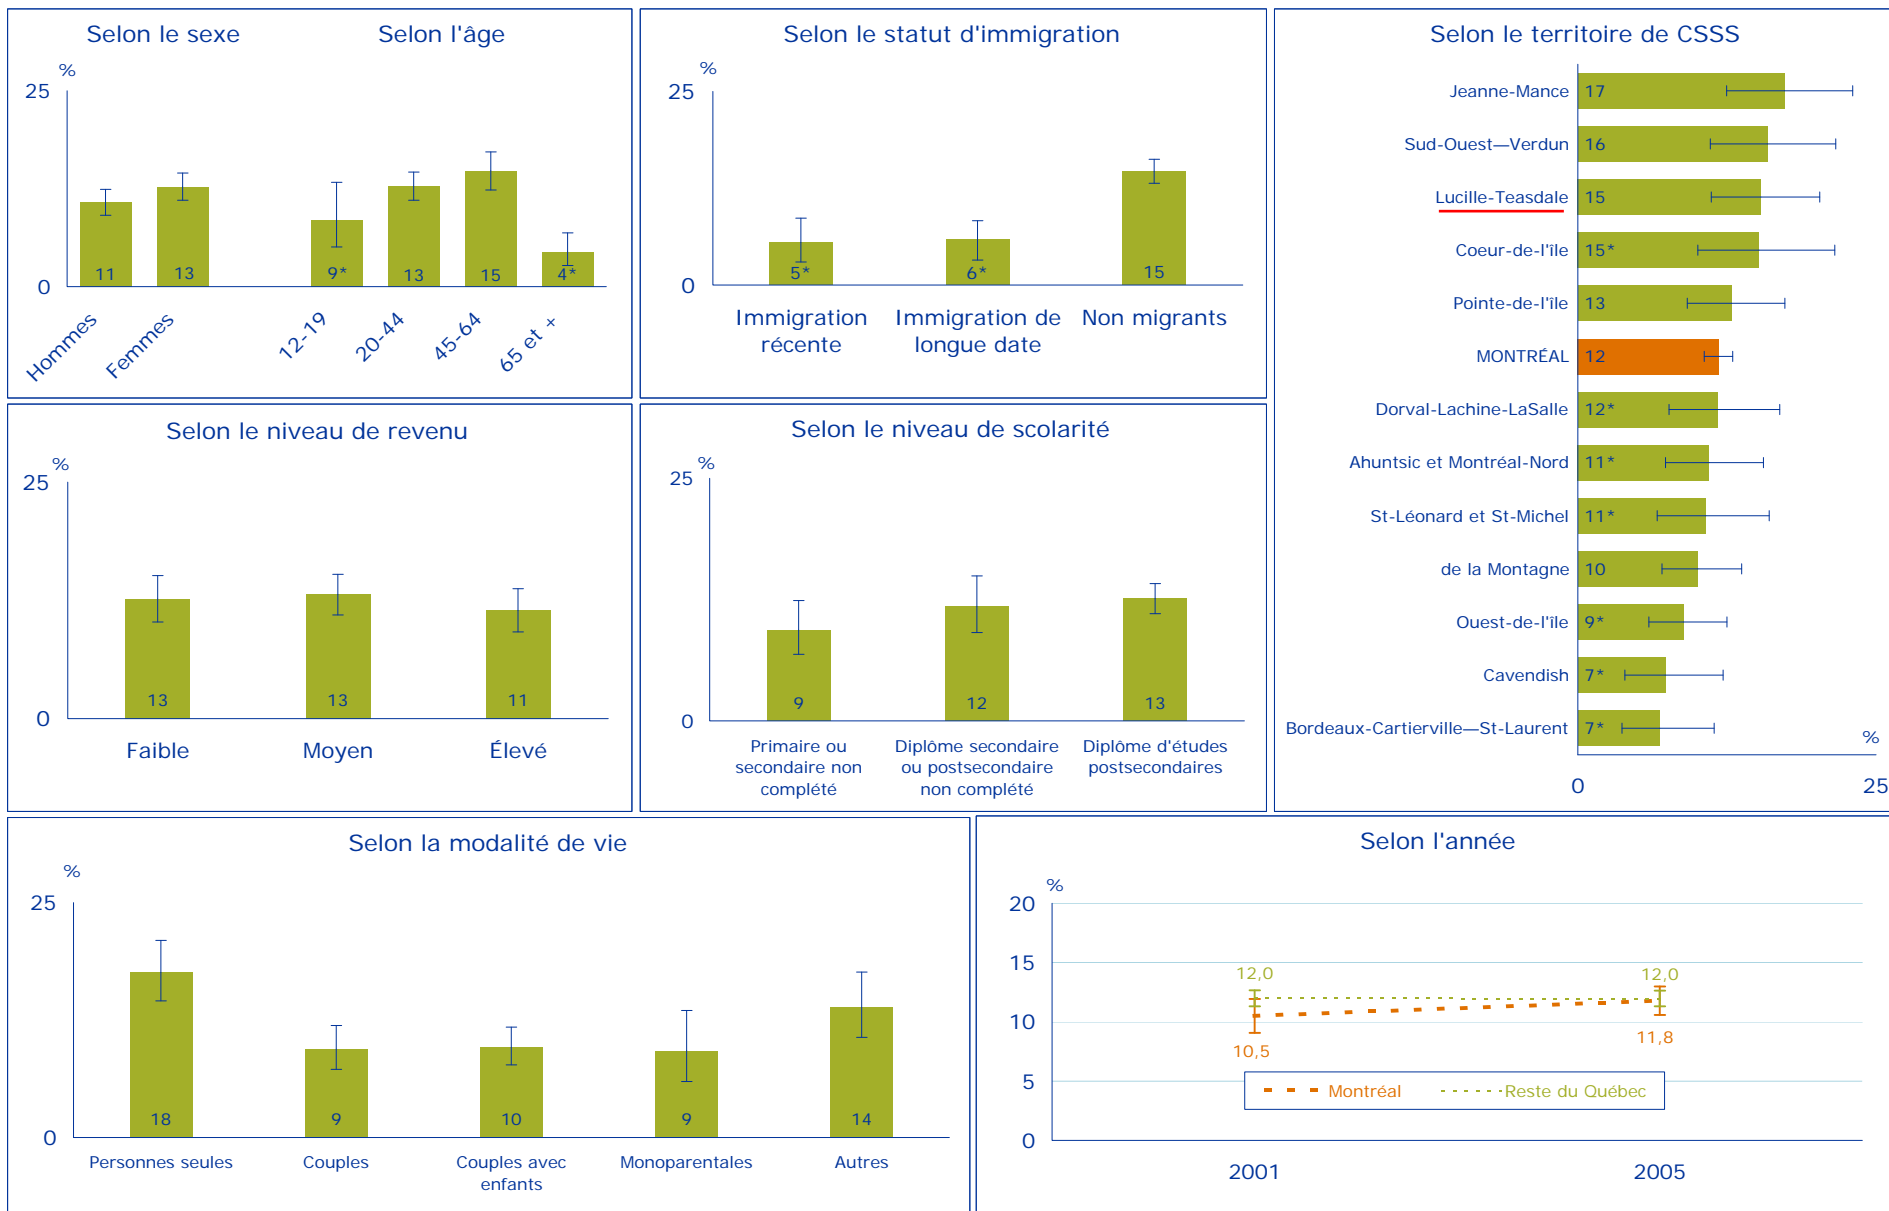 Selon le sexe
Selon l'âge
%
25
0
11
13
9*
13
15
4*
Hommes
Femmes
12-19
20-44
45-64
65 et +
Selon le statut d'immigration
%
25
0
5*
6*
15
Immigration
récente
Immigration de
longue date
Non migrants
Selon le territoire de CSSS
Jeanne-Mance 17
Sud-Ouest—Verdun 16
Lucille-Teasdale 15
Coeur-de-l'île 15*
Pointe-de-l'île 13
MONTRÉAL 12
Dorval-Lachine-LaSalle 12*
Ahuntsic et Montréal-Nord 11*
St-Léonard et St-Michel 11*
de la Montagne 10
Ouest-de-l'île 9*
Cavendish 7*
Bordeaux-Cartierville—St-Laurent 7*
%
0 25
Selon le niveau de revenu
%
25
0
13
13
11
Faible
Moyen
Élevé
Selon le niveau de scolarité
%
25
0
9
12
13
Primaire ou
secondaire non
complété
Diplôme secondaire
ou postsecondaire
non complété
Diplôme d'études
postsecondaires
Selon la modalité de vie
%
25
0
18
9
10
9
14
Personnes seules
Couples
Couples avec
enfants
Monoparentales
Autres
Selon l'année
%
20
15
10
5
0
12,0
12,0
10,5
11,8
Montréal
Reste du Québec
2001
2005